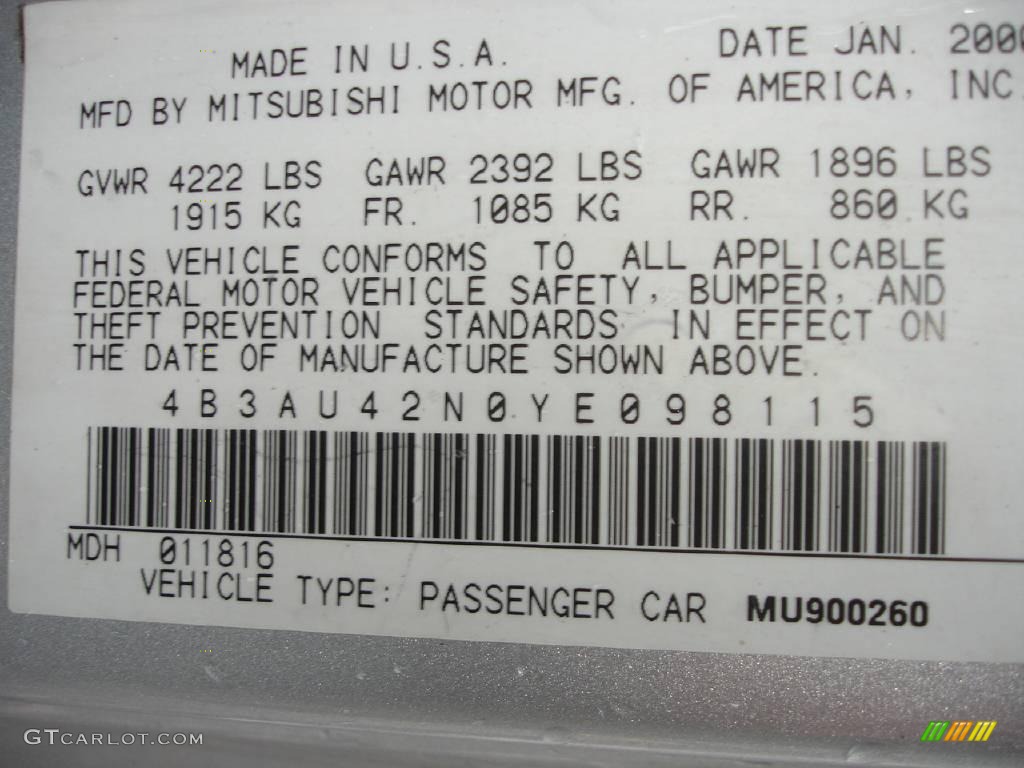 MADE IN U.S.A. DATE JAN. 2000
MFD BY MITSUBISHI MOTOR MFG. OF AMERICA, INC.
GVWR 4222 LBS GAWR 2392 LBS GAWR 1896 LBS
1915 KG FR. 1085 KG RR. 860 KG
THIS VEHICLE CONFORMS TO ALL APPLICABLE
FEDERAL MOTOR VEHICLE SAFETY, BUMPER, AND
THEFT PREVENTION STANDARDS IN EFFECT ON
THE DATE OF MANUFACTURE SHOWN ABOVE.
4B3AU42N0YE098115
MDH 011816
VEHICLE TYPE: PASSENGER CAR MU900260
GTCARLOT.COM